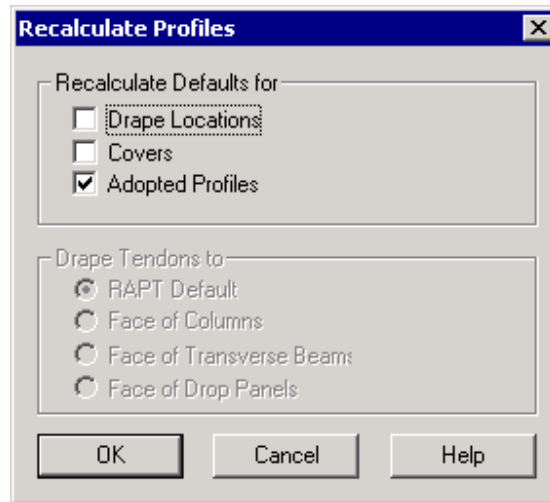 Recalculate Profiles
Recalculate Defaults for
Drape Locations
Covers
Adopted Profiles
Drape Tendons to
RAPT Default
Face of Columns
Face of Transverse Beams
Face of Drop Panels
OK Cancel Help